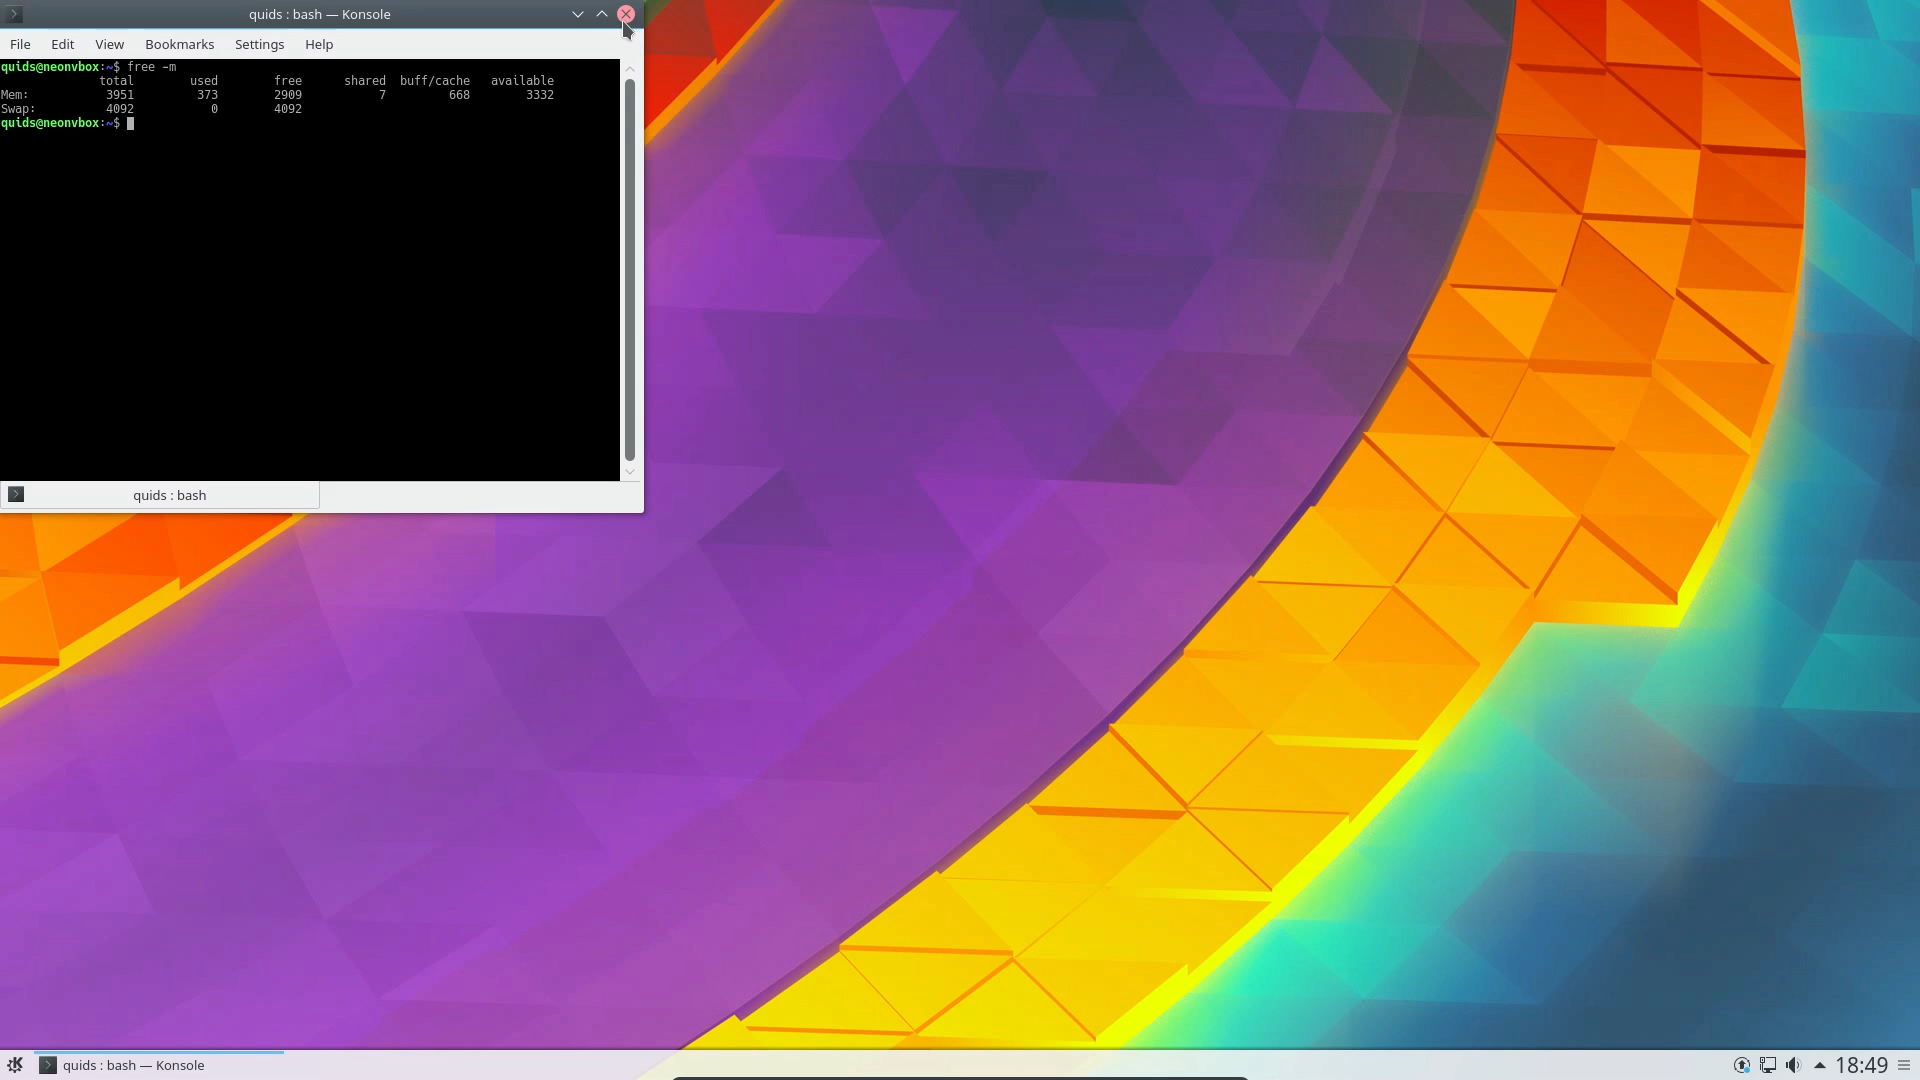 quids : bash — Konsole
File Edit View Bookmarks Settings Help
quids@neonvbox:~$ free -m
total used free shared buff/cache available
Mem: 3951 373 2909 7 668 3332
Swap: 4092 0 4092
quids@neonvbox:~$
quids : bash
quids : bash — Konsole
18:49